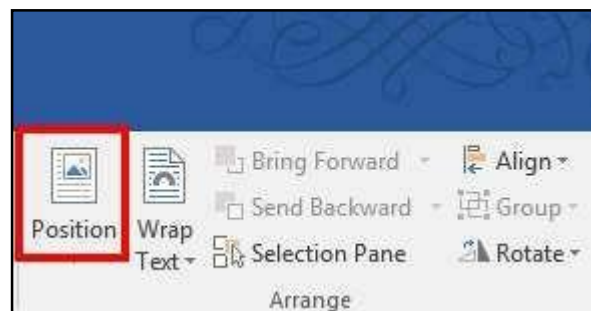 Bring Forward Align
Send Backward Group
Position Wrap
Text Selection Pane Rotate
Arrange